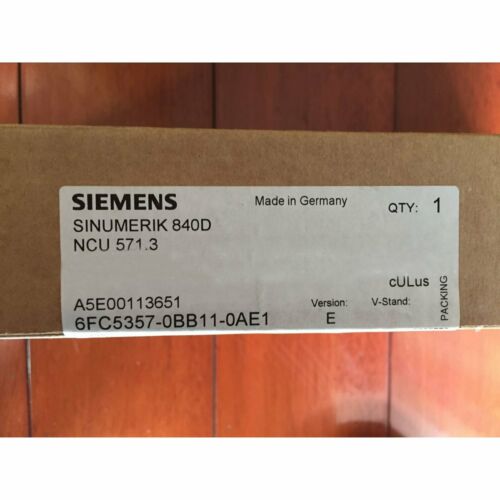 SIEMENS Made in Germany QTY: 1
SINUMERIK 840D
NCU 571.3
cULus
A5E00113651 Version: V-Stand:
6FC5357-0BB11-0AE1 E
PACKING